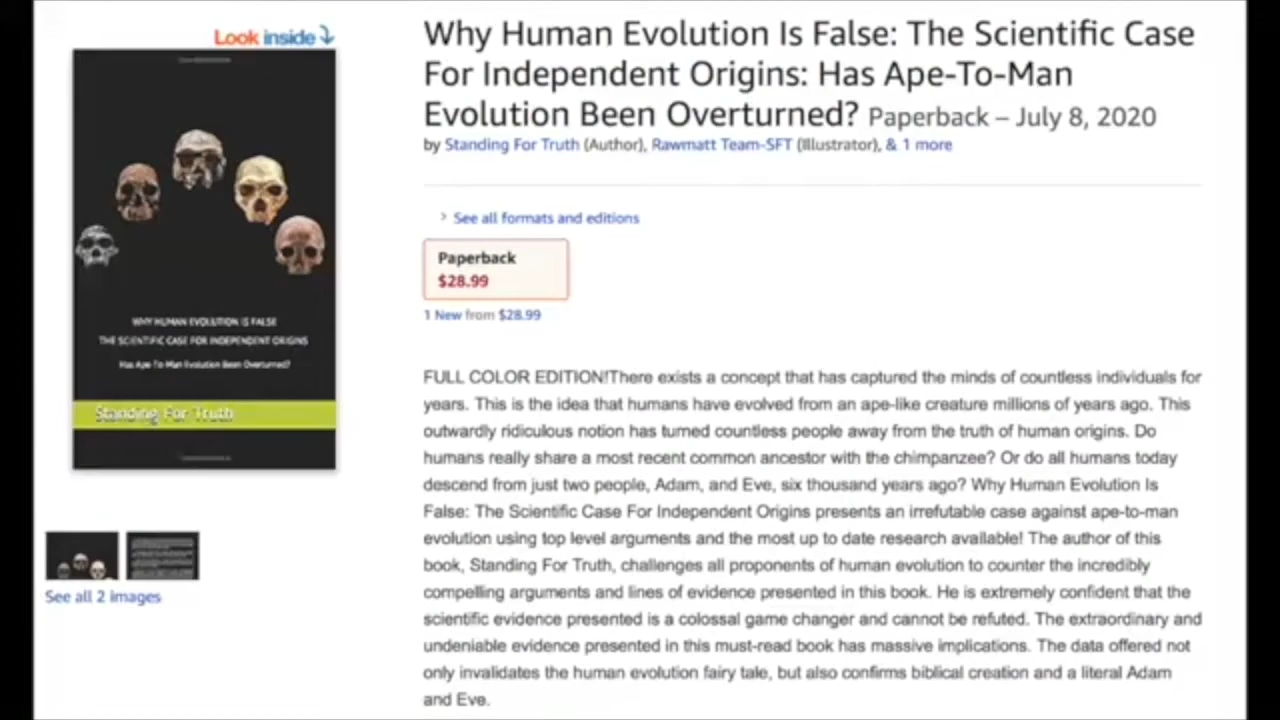 Look inside
Why Human Evolution Is False: The Scientific Case
For Independent Origins: Has Ape-To-Man
Evolution Been Overturned? Paperback – July 8, 2020
by Standing For Truth (Author), Rawmatt Team-SFT (Illustrator), & 1 more
See all formats and editions
Paperback
$28.99
1 New from $28.99
WHY HUMAN EVOLUTION IS FALSE
THE SCIENTIFIC CASE FOR INDEPENDENT ORIGINS
Has Ape-To-Man Evolution Been Overturned?
Standing For Truth
See all 2 images
FULL COLOR EDITION!There exists a concept that has captured the minds of countless individuals for
years. This is the idea that humans have evolved from an ape-like creature millions of years ago. This
outwardly ridiculous notion has turned countless people away from the truth of human origins. Do
humans really share a most recent common ancestor with the chimpanzee? Or do all humans today
descend from just two people, Adam, and Eve, six thousand years ago? Why Human Evolution Is
False: The Scientific Case For Independent Origins presents an irrefutable case against ape-to-man
evolution using top level arguments and the most up to date research available! The author of this
book, Standing For Truth, challenges all proponents of human evolution to counter the incredibly
compelling arguments and lines of evidence presented in this book. He is extremely confident that the
scientific evidence presented is a colossal game changer and cannot be refuted. The extraordinary and
undeniable evidence presented in this must-read book has massive implications. The data offered not
only invalidates the human evolution fairy tale, but also confirms biblical creation and a literal Adam
and Eve.